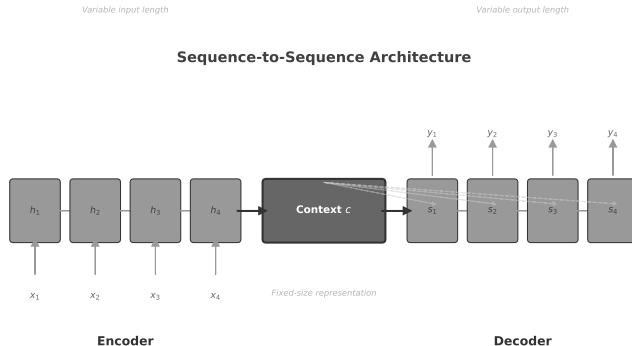 Variable input length
Variable output length
Sequence-to-Sequence Architecture
y₁ y₂ y₃ y₄
h₁ h₂ h₃ h₄ Context c s₁ s₂ s₃ s₄
x₁ x₂ x₃ x₄ Fixed-size representation
Encoder
Decoder